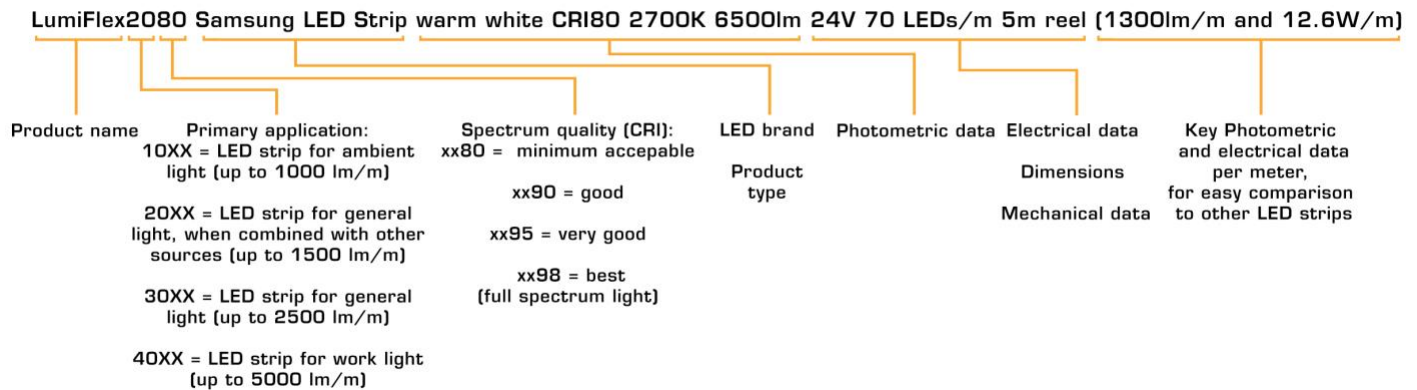 LumiFlex2080 Samsung LED Strip warm white CRI80 2700K 6500lm 24V 70 LEDs/m 5m reel (1300lm/m and 12.6W/m)
Product name
Primary application:
10XX = LED strip for ambient
light (up to 1000 lm/m)
20XX = LED strip for general
light, when combined with other
sources (up to 1500 lm/m)
30XX = LED strip for general
light (up to 2500 lm/m)
40XX = LED strip for work light
(up to 5000 lm/m)
Spectrum quality (CRI):
xx80 = minimum accepable
xx90 = good
xx95 = very good
xx98 = best
(full spectrum light)
LED brand
Product
type
Photometric data
Electrical data
Dimensions
Mechanical data
Key Photometric
and electrical data
per meter,
for easy comparison
to other LED strips